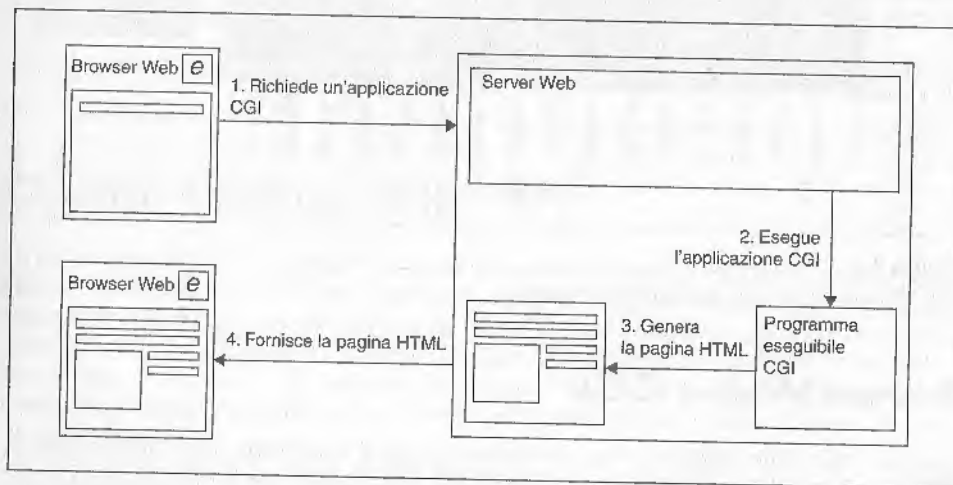 Browser Web e
1. Richiede un'applicazione
CGI
Server Web
2. Esegue
l'applicazione CGI
Browser Web e
4. Fornisce la pagina HTML
3. Genera
la pagina HTML
Programma
eseguibile
CGI